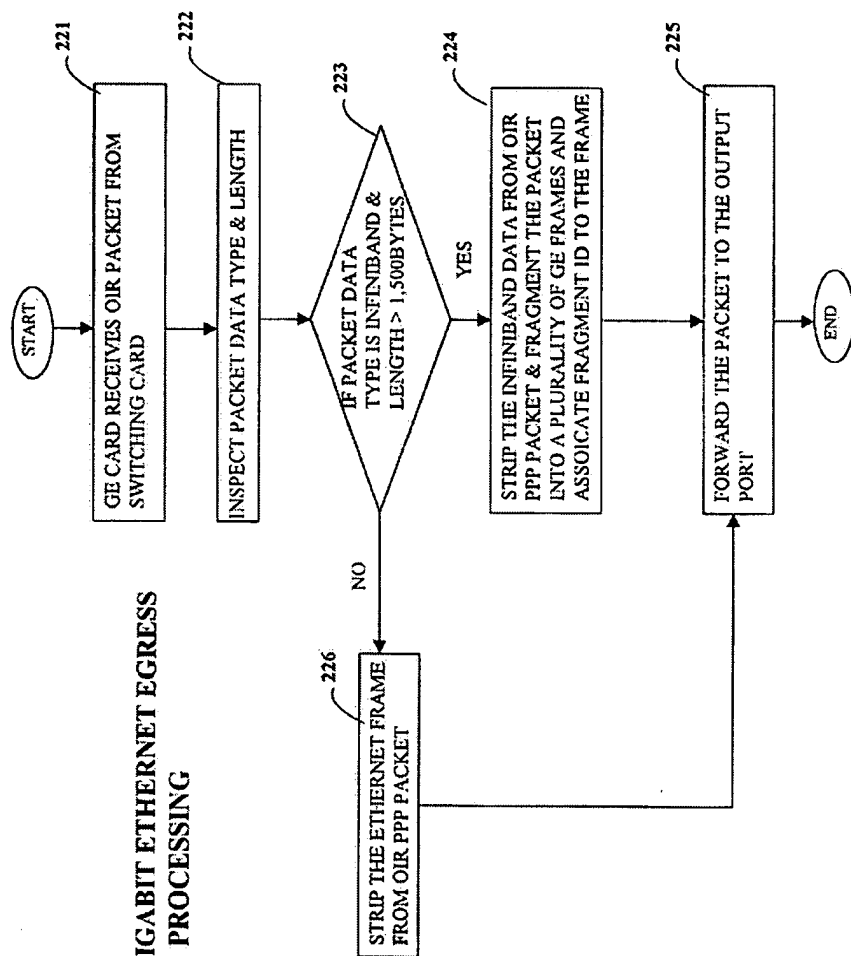 IGABIT ETHERNET EGRESS
PROCESSING
START
221
GE CARD RECEIVES OIR PACKET FROM
SWITCHING CARD
222
INSPECT PACKET DATA TYPE & LENGTH
223
IF PACKET DATA
TYPE IS INFINIBAND &
LENGTH > 1,500BYTES
NO
YES
224
STRIP THE INFINIBAND DATA FROM OIR
PPP PACKET & FRAGMENT THE PACKET
INTO A PLURALITY OF GE FRAMES AND
ASSOICATE FRAGMENT ID TO THE FRAME
226
STRIP THE ETHERNET FRAME
FROM OIR PPP PACKET
225
FORWARD THE PACKET TO THE OUTPUT
PORT
END